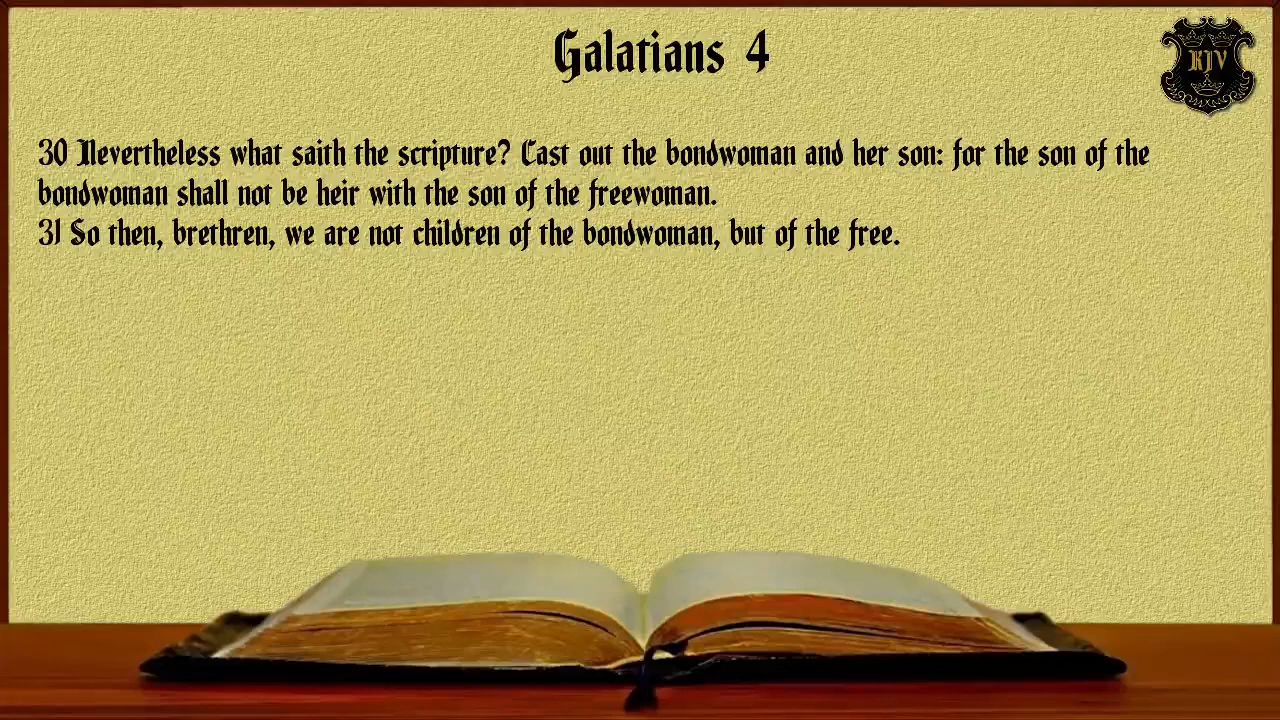 Galatians 4
KJV
30 Nevertheless what saith the scripture? Cast out the bondwoman and her son: for the son of the
bondwoman shall not be heir with the son of the freewoman.
31 So then, brethren, we are not children of the bondwoman, but of the free.